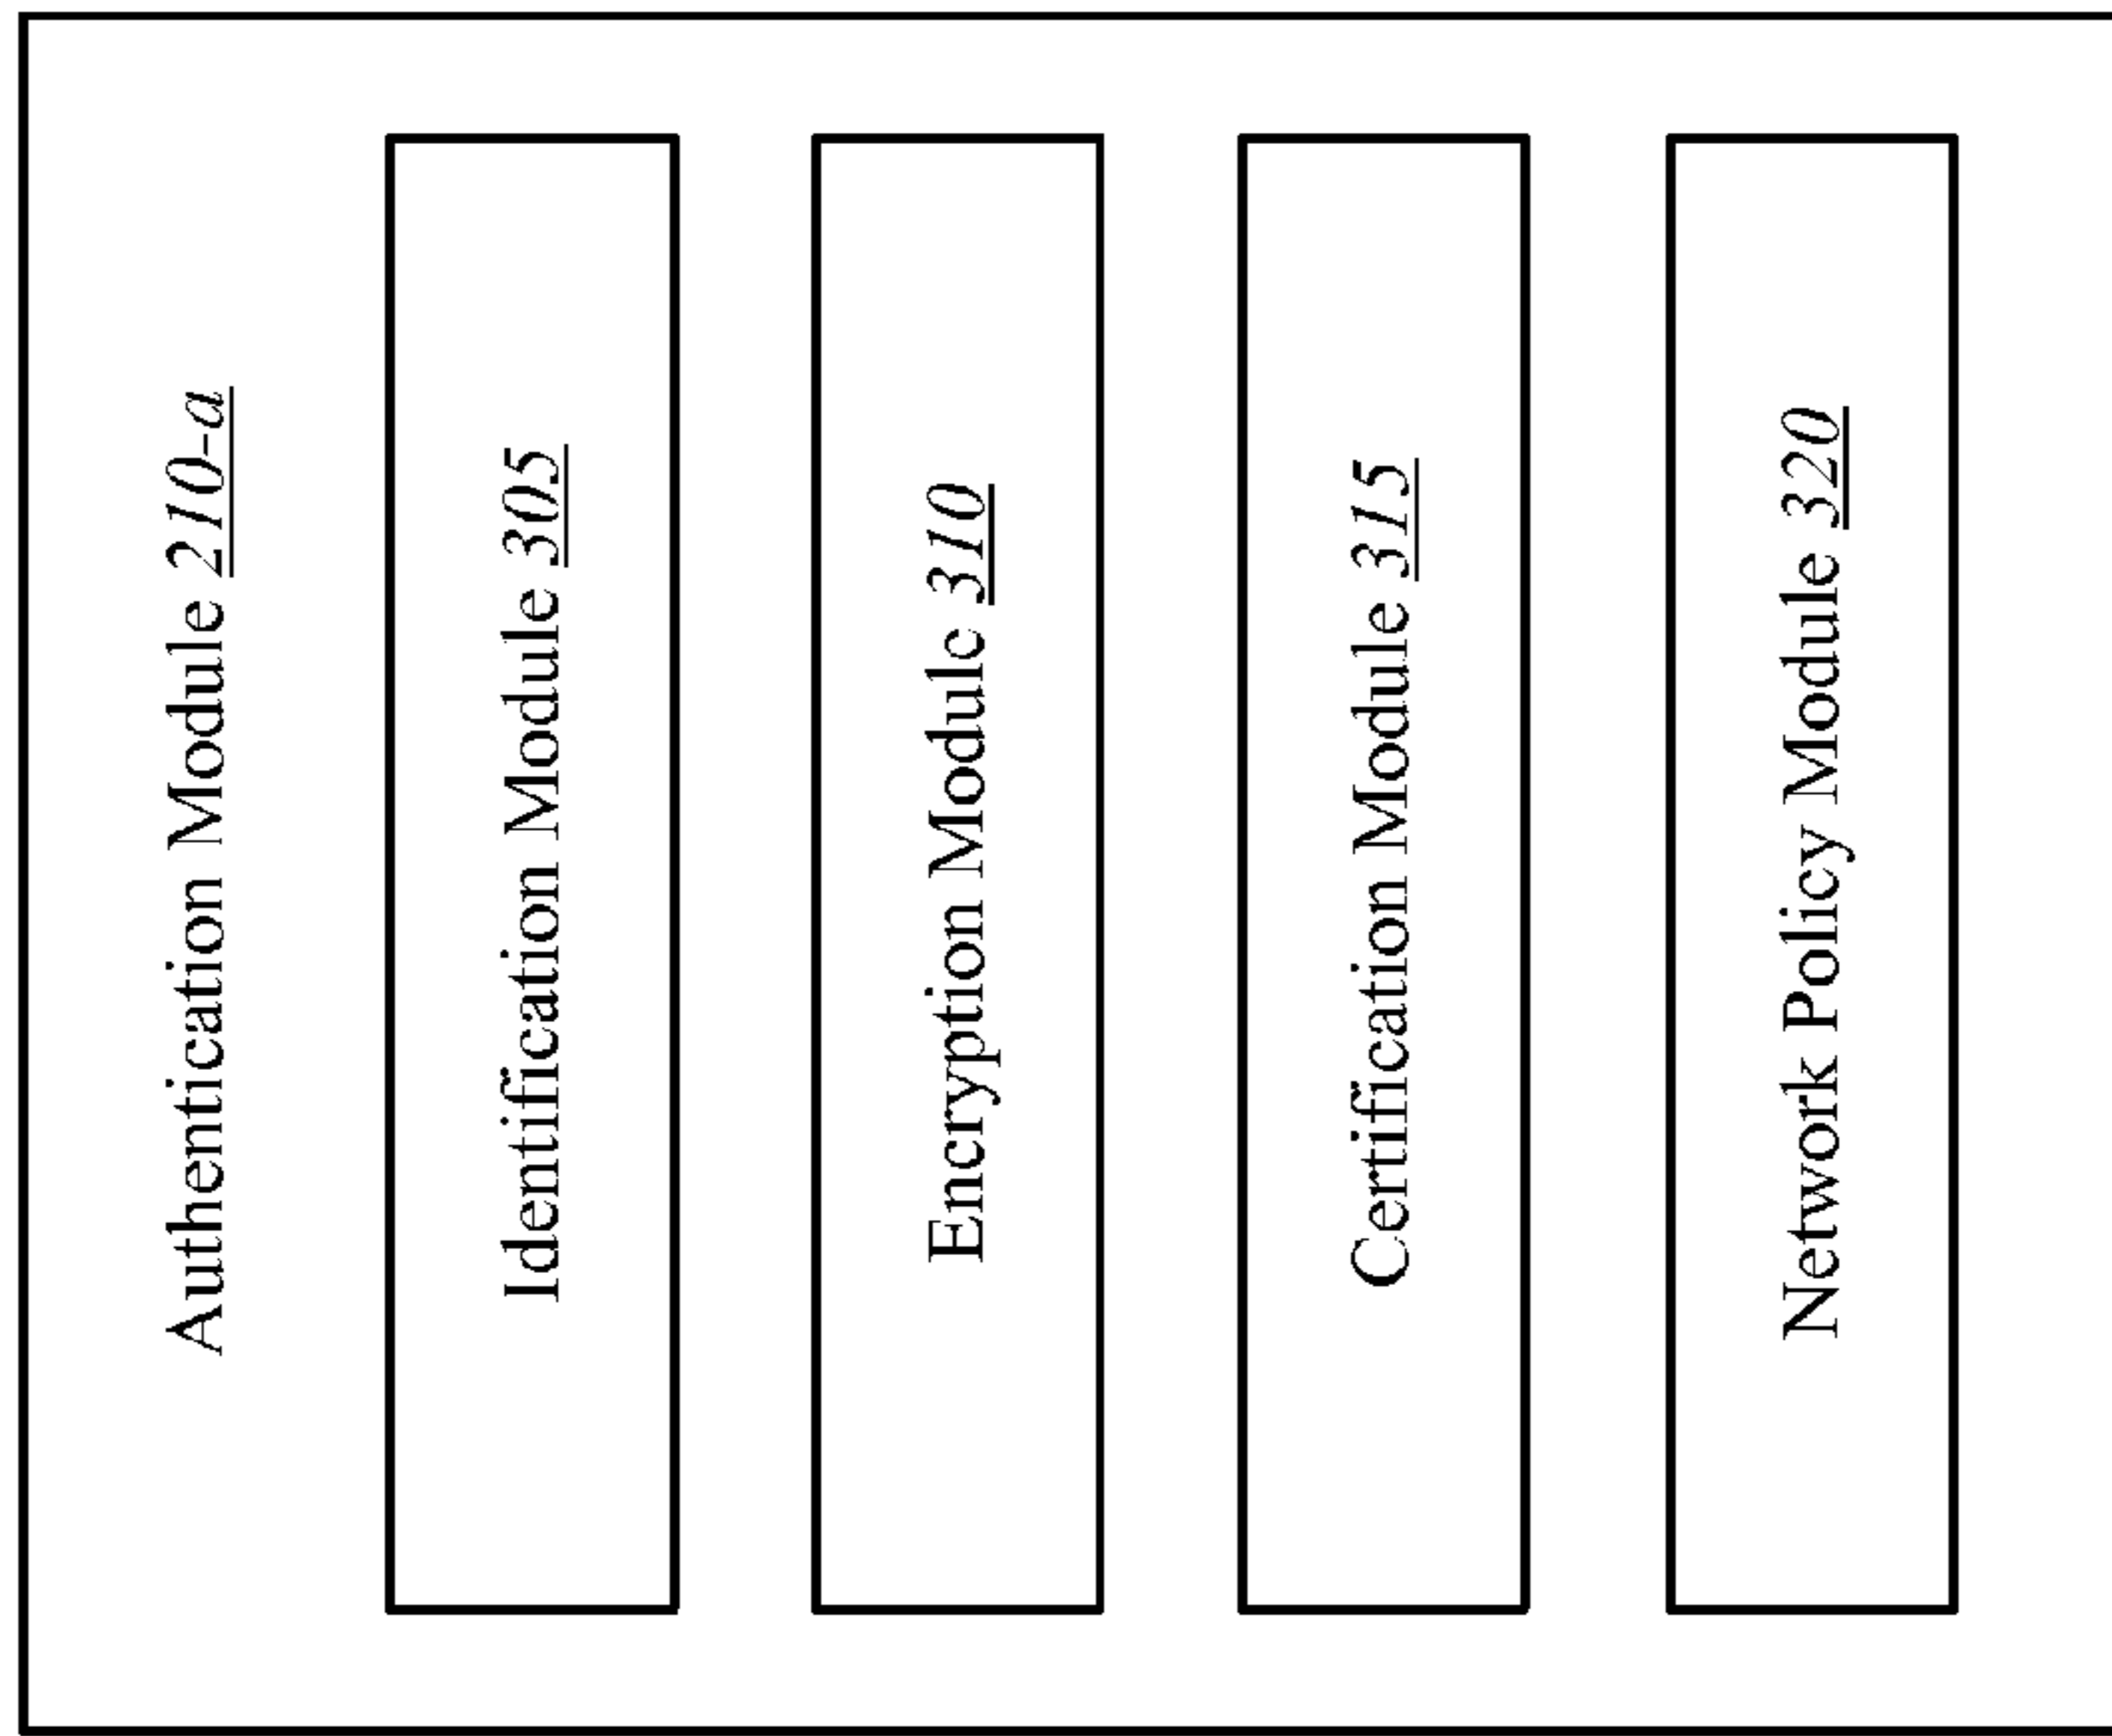 Authentication Module 210-a
Identification Module 305
Encryption Module 310
Certification Module 315
Network Policy Module 320